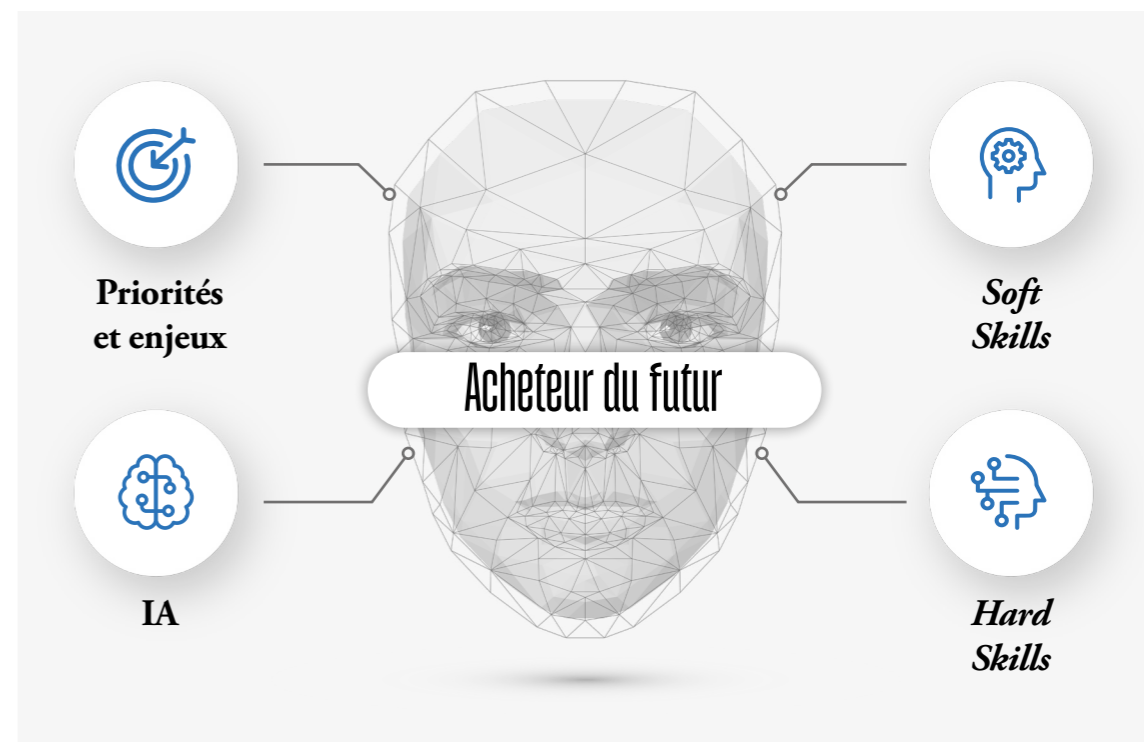 Priorités
et enjeux
Soft
Skills
Acheteur du futur
IA
Hard
Skills